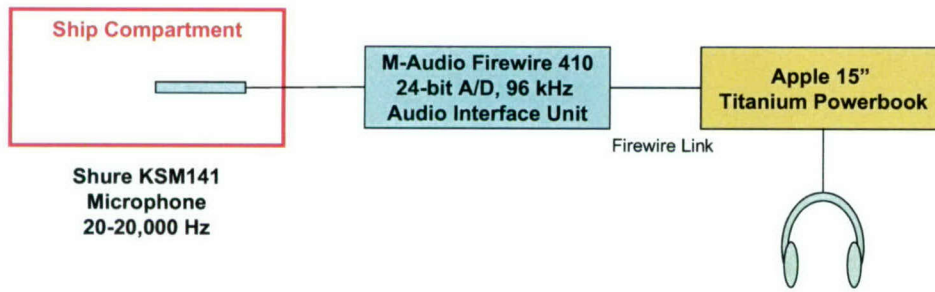 Ship Compartment
M-Audio Firewire 410
24-bit A/D, 96 kHz
Audio Interface Unit
Apple 15”
Titanium Powerbook
Firewire Link
Shure KSM141
Microphone
20-20,000 Hz